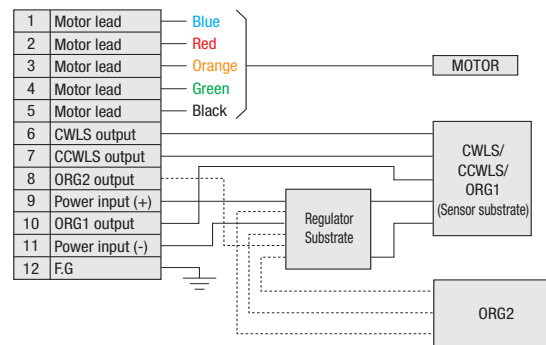 1 Motor lead Blue
2 Motor lead Red
3 Motor lead Orange
4 Motor lead Green
5 Motor lead Black
MOTOR
6 CWLS output
7 CCWLS output
8 ORG2 output
9 Power input (+)
10 ORG1 output
11 Power input (-)
12 F.G
CWLS/
CCWLS/
ORG1
(Sensor substrate)
Regulator
Substrate
ORG2